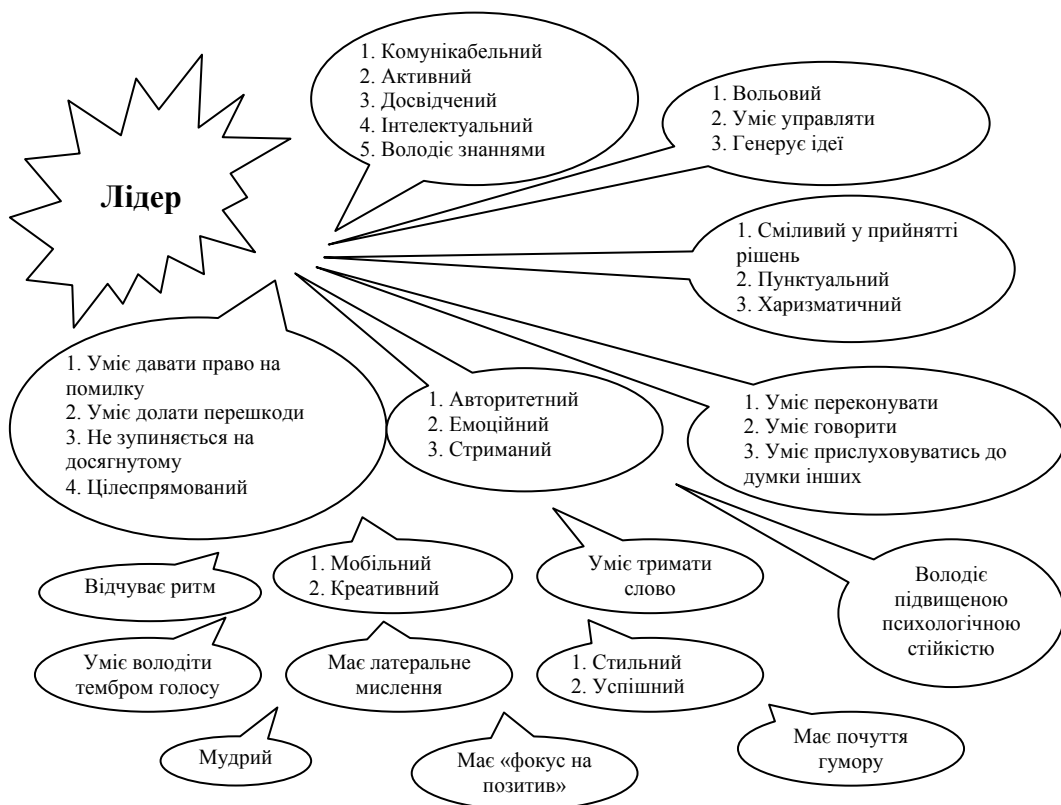 Лідер
1. Комунікабельний
2. Активний
3. Досвідчений
4. Інтелектуальний
5. Володіє знаннями
1. Вольовий
2. Уміє управляти
3. Генерує ідеї
1. Сміливий у прийнятті
рішень
2. Пунктуальний
3. Харизматичний
1. Уміє давати право на
помилку
2. Уміє долати перешкоди
3. Не зупиняється на
досягнутому
4. Цілеспрямований
1. Авторитетний
2. Емоційний
3. Стриманий
1. Уміє переконувати
2. Уміє говорити
3. Уміє прислуховуватись до
думки інших
Відчуває ритм
1. Мобільний
2. Креативний
Уміє тримати
слово
Володіє
підвищеною
психологічною
стійкістю
Уміє володіти
тембром голосу
Має латеральне
мислення
1. Стильний
2. Успішний
Мудрий
Має «фокус на
позитив»
Має почуття
гумору